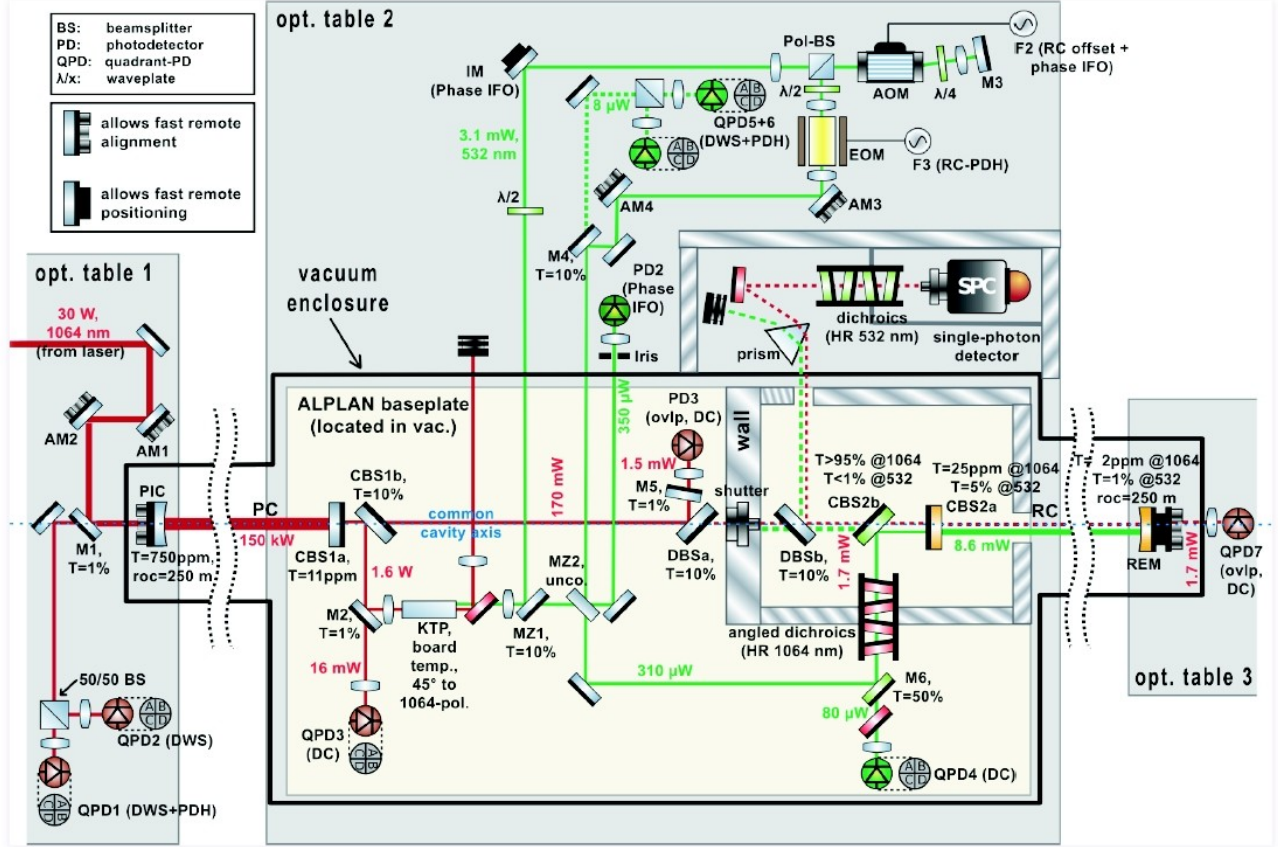 BS: beamsplitter
PD: photodetector
QPD: quadrant-PD
λ/x: waveplate
allows fast remote
alignment
allows fast remote
positioning
opt. table 2
IM
(Phase IFO)
3.1 mW,
532 nm
λ/2
8 µW
A B
C D
QPD5+6
(DWS+PDH)
A B
C D
Pol-BS
λ/2
AOM
λ/4
M3
F2 (RC offset +
phase IFO)
EOM
F3 (RC-PDH)
AM4
AM3
M4,
T=10%
PD2
(Phase
IFO)
Iris
350 µW
SPC
dichroics
(HR 532 nm)
single-photon
detector
prism
opt. table 1
30 W,
1064 nm
(from laser)
AM2
AM1
vacuum
enclosure
ALPLAN baseplate
(located in vac.)
PIC
T=750ppm,
roc=250 m
M1,
T=1%
PC
150 kW
CBS1b,
T=10%
CBS1a,
T=11ppm
1.6 W
common
cavity axis
170 mW
PD3
(ovlp, DC)
1.5 mW
M5,
T=1%
wall
shutter
DBSa,
T=10%
DBSb,
T=10%
T>95% @1064
T<1% @532
CBS2b
1.7 mW
T=25ppm @1064
T=5% @532
CBS2a
RC
8.6 mW
T= 2ppm @1064
T=1% @532
roc=250 m
REM
1.7 mW
QPD7
(ovlp,
DC)
opt. table 3
M2,
T=1%
16 mW
KTP,
board
temp.,
45° to
1064-pol.
MZ2,
unco.
MZ1,
T=10%
angled dichroics
(HR 1064 nm)
310 µW
M6,
T=50%
80 µW
A B
C D
QPD4 (DC)
QPD3
(DC)
A B
C D
50/50 BS
A B
C D
QPD2 (DWS)
A B
C D
QPD1 (DWS+PDH)